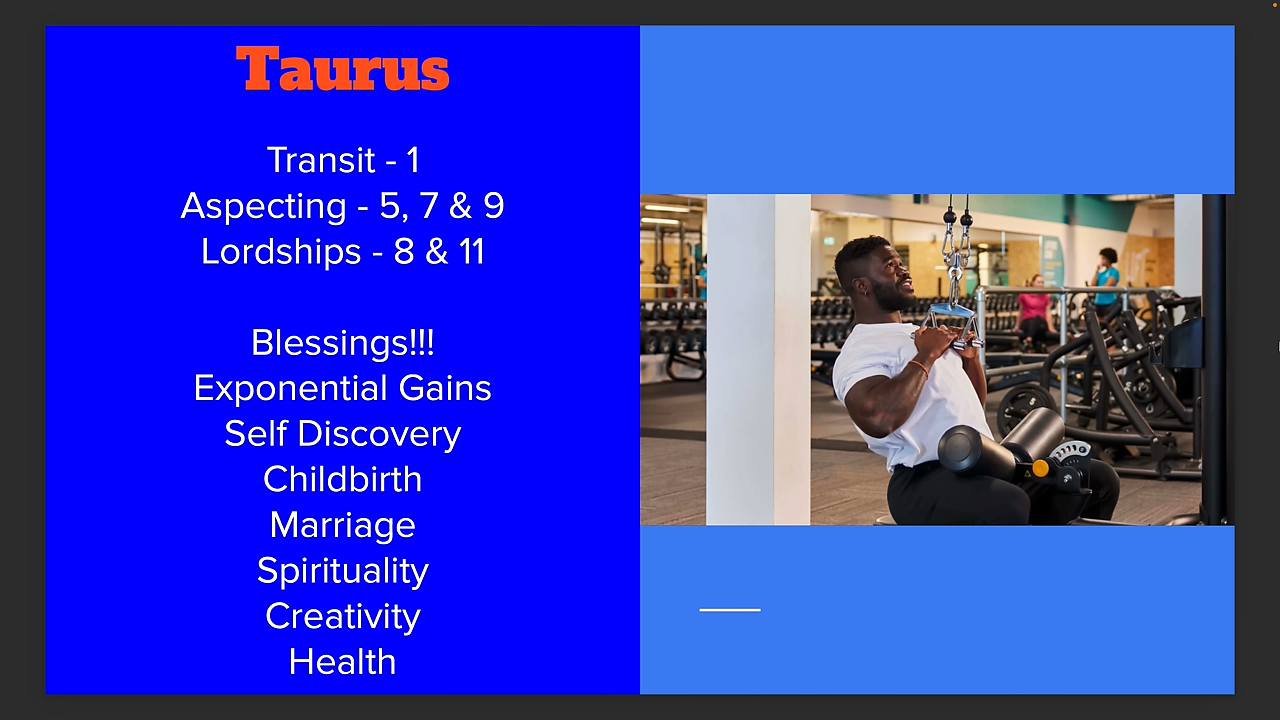 Taurus
Transit - 1
Aspecting - 5, 7 & 9
Lordships - 8 & 11
Blessings!!!
Exponential Gains
Self Discovery
Childbirth
Marriage
Spirituality
Creativity
Health